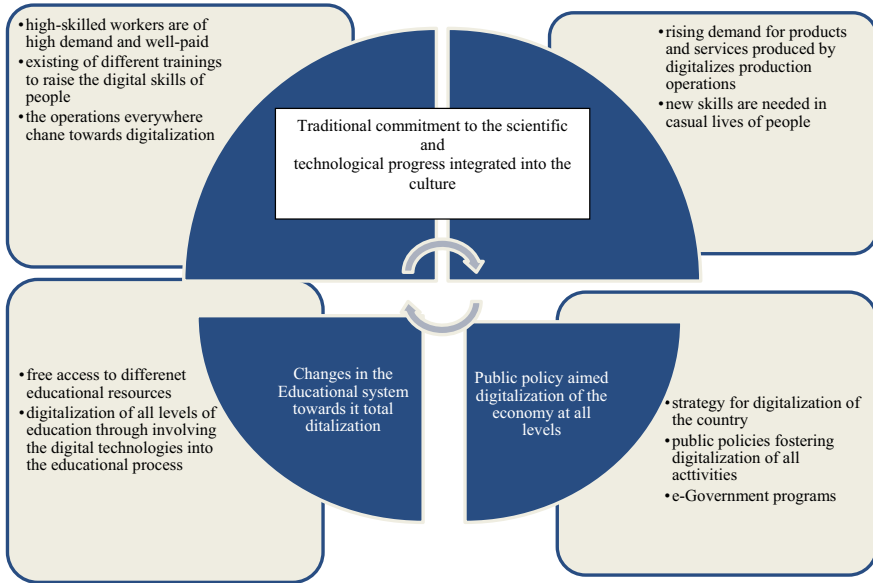 •high-skilled workers are of
high demand and well-paid
•existing of different trainings
to raise the digital skills of
people
•the operations everywhere
chane towards digitalization
•rising demand for products
and services produced by
digitalizes production
operations
•new skills are needed in
casual lives of people
Traditional commitment to the scientific
and
technological progress integrated into the
culture
•free access to differenet
educational resources
•digitalization of all levels of
education through involving
the digital technologies into
the educational process
Changes in the
Educational system
towards it total
ditalization
Public policy aimed
digitalization of the
economy at all
levels
•strategy for digitalization of
the country
•public policies fostering
digitalization of all
acttivities
•e-Government programs